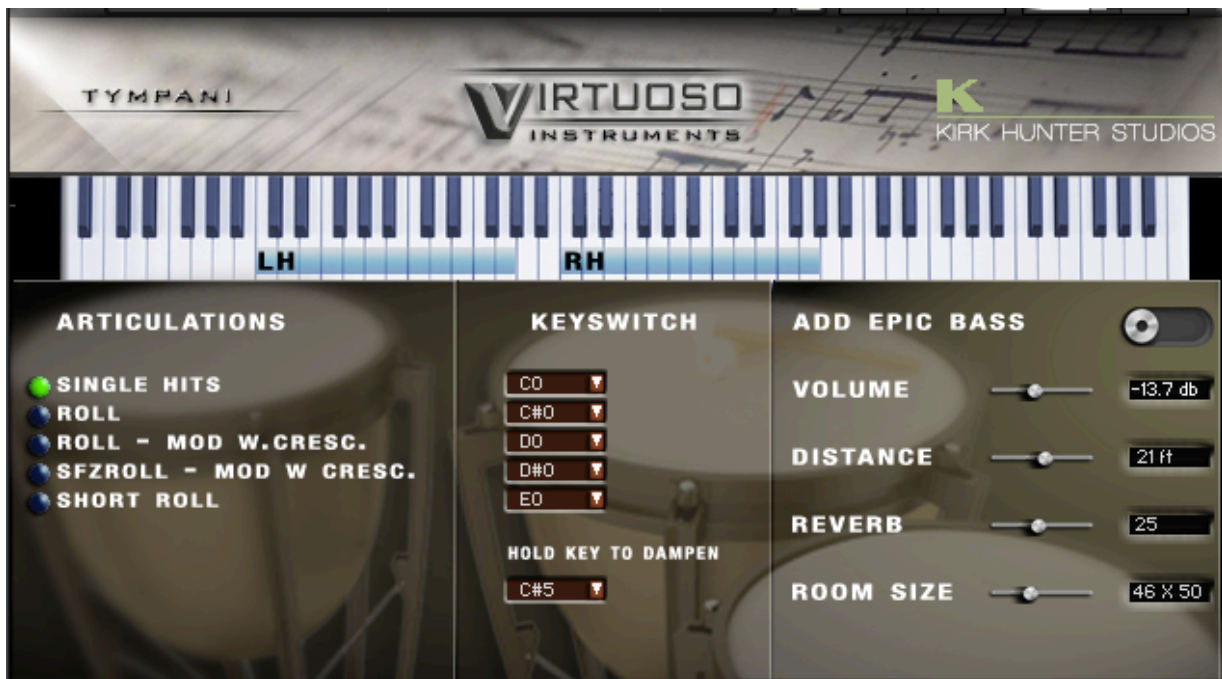 TYMPANI
VIRTUOSO
INSTRUMENTS
K
KIRK HUNTER STUDIOS
LH
RH
ARTICULATIONS
SINGLE HITS
ROLL
ROLL - MOD W.CRESC.
SFZROLL - MOD W CRESC.
SHORT ROLL
KEYSWITCH
C0
C#0
D0
D#0
E0
HOLD KEY TO DAMPEN
C#5
ADD EPIC BASS
VOLUME -13.7 db
DISTANCE 21 ft
REVERB 25
ROOM SIZE 46 X 50